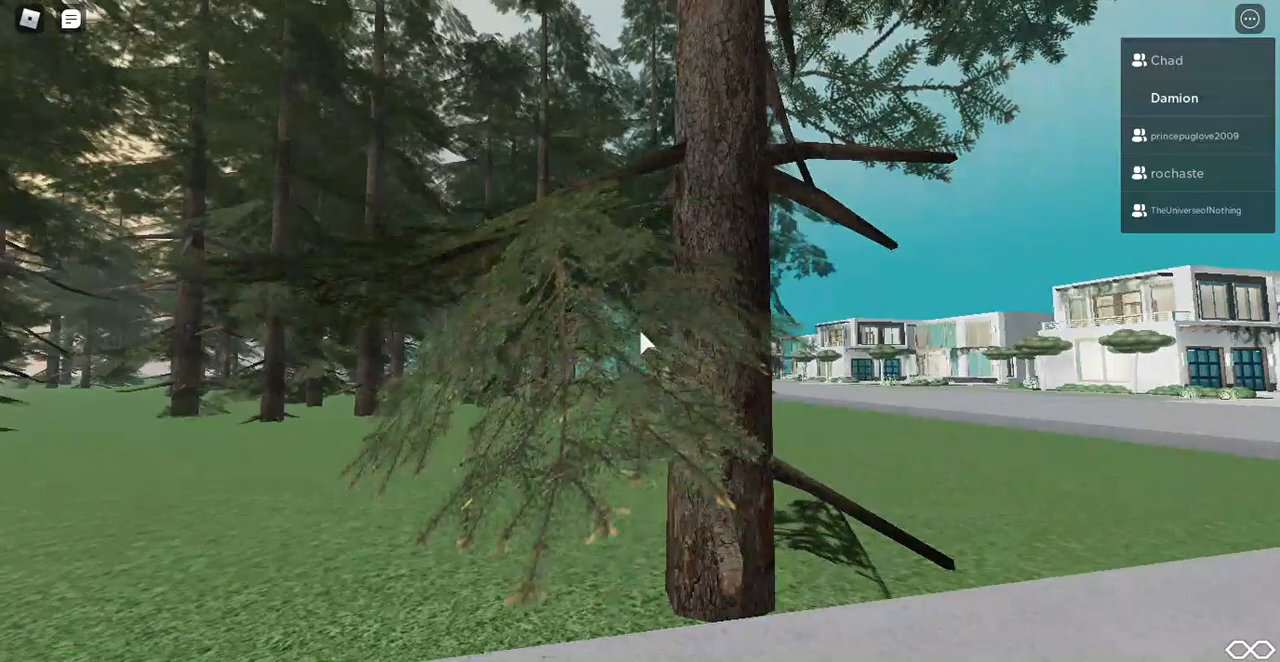 Chad
Damion
princepuglove2009
rochaste
TheUniverseofNothing